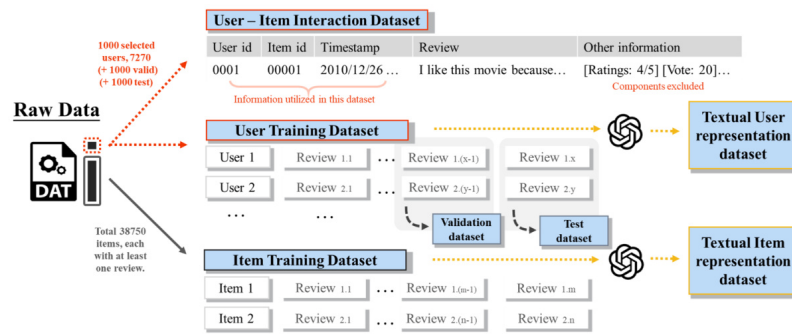 User – Item Interaction Dataset
1000 selected
users, 7270
(+ 1000 valid)
(+ 1000 test)
User id Item id Timestamp Review Other information
0001 00001 2010/12/26 … I like this movie because… [Ratings: 4/5] [Vote: 20]…
Information utilized in this dataset
Components excluded
Raw Data
DAT
User Training Dataset
User 1 Review 1.1 … Review 1.(x-1) Review 1.x
User 2 Review 2.1 … Review 2.(y-1) Review 2.y
… …
Validation
dataset
Test
dataset
Textual User
representation
dataset
Total 38750
items, each
with at least
one review.
Item Training Dataset
Item 1 Review 1.1 … Review 1.(m-1) Review 1.m
Item 2 Review 2.1 … Review 2.(n-1) Review 2.n
Textual Item
representation
dataset